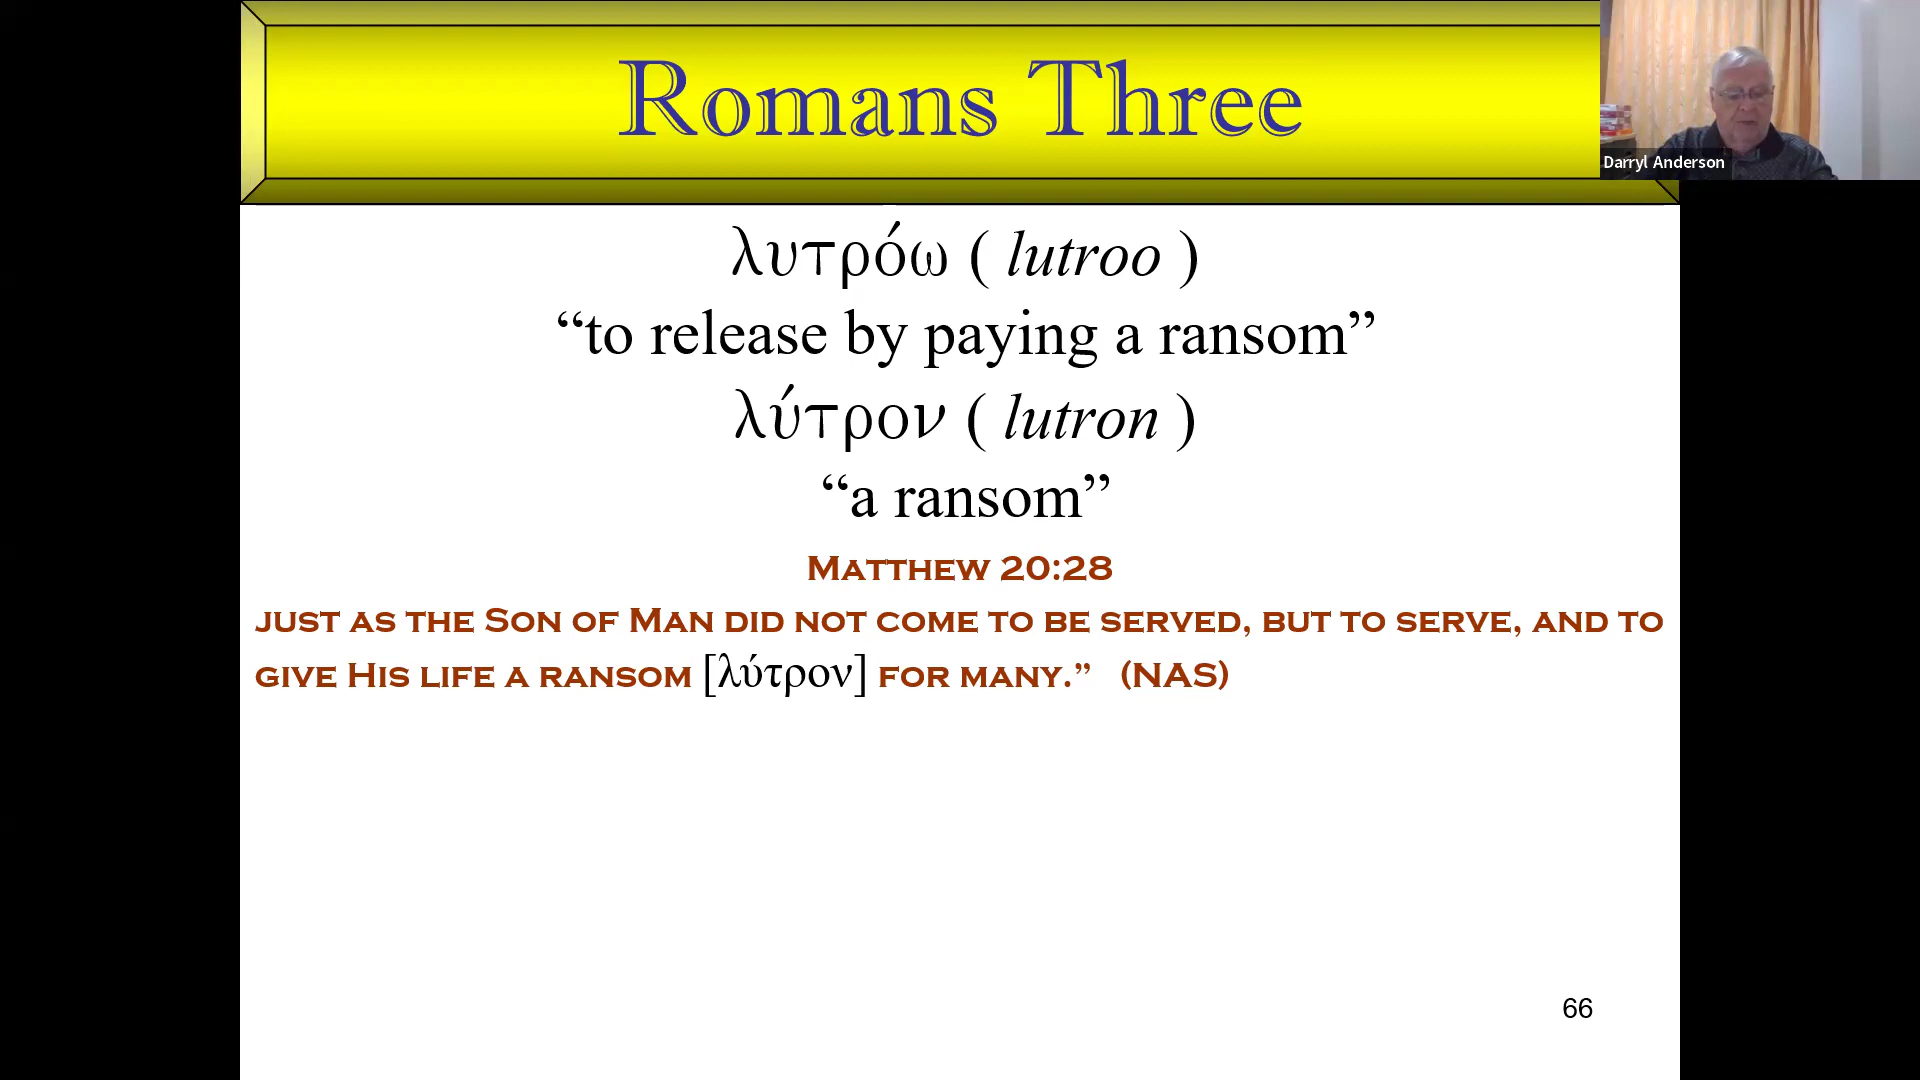 Romans Three
Darryl Anderson
λυτρόω ( lutroo )
“to release by paying a ransom”
λύτρον ( lutron )
“a ransom”
Matthew 20:28
just as the Son of Man did not come to be served, but to serve, and to
give His life a ransom [λύτρον] for many.” (NAS)
66